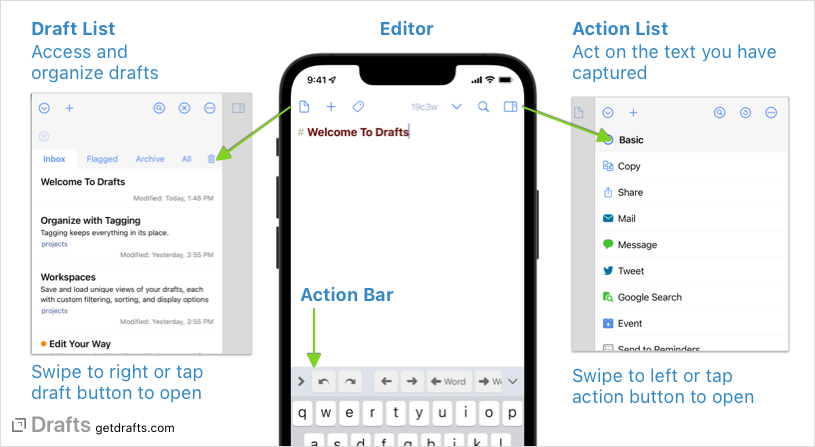 Draft List
Access and
organize drafts
Editor
Action List
Act on the text you have
captured
Inbox
Flagged
Archive
All
Welcome To Drafts
Modified: Today, 1:48 PM
Organize with Tagging
Tagging keeps everything in its place.
projects
Modified: Yesterday, 3:55 PM
Workspaces
Save and load unique views of your drafts, each
with custom filtering, sorting, and display options
projects
Modified: Yesterday, 3:55 PM
Edit Your Way
Swipe to right or tap
draft button to open
9:41
19c3w
# Welcome To Drafts
Action Bar
Word
Wo
q w e r t y u i o p
a s d f g h j k l
Basic
Copy
Share
Mail
Message
Tweet
Google Search
Event
Send to Reminders
Swipe to left or tap
action button to open
Drafts getdrafts.com